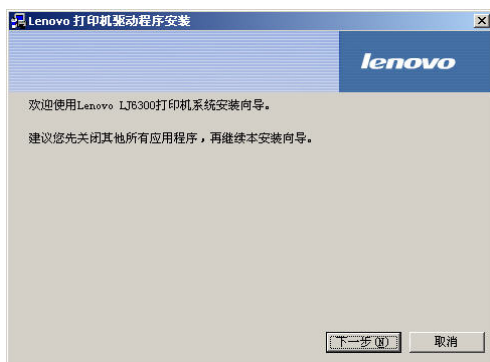 Lenovo 打印机驱动程序安装
lenovo
欢迎使用Lenovo LJ6300打印机系统安装向导。
建议您先关闭其他所有应用程序，再继续本安装向导。
下一步(N)
取消